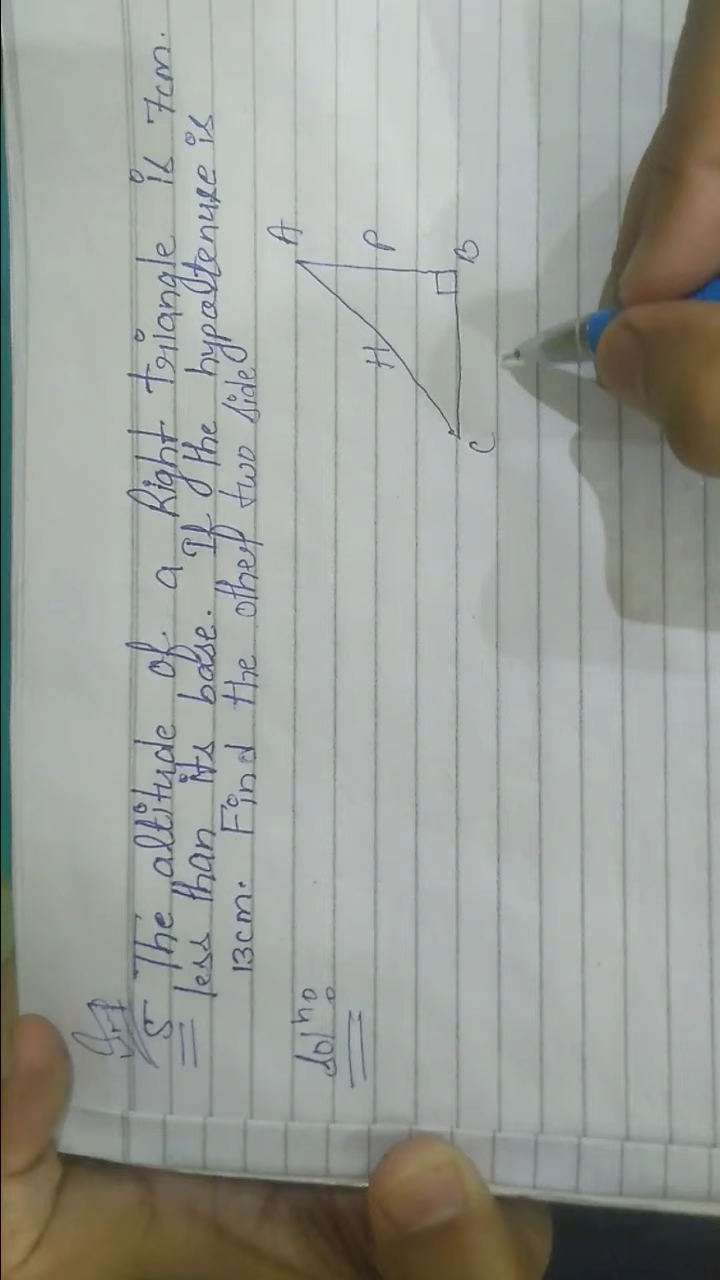 5 The altitude of a Right triangle is 7cm.
less than its base. If the hypoltenuse is
13cm. Find the other two side
Soln.
A
H
P
C
B